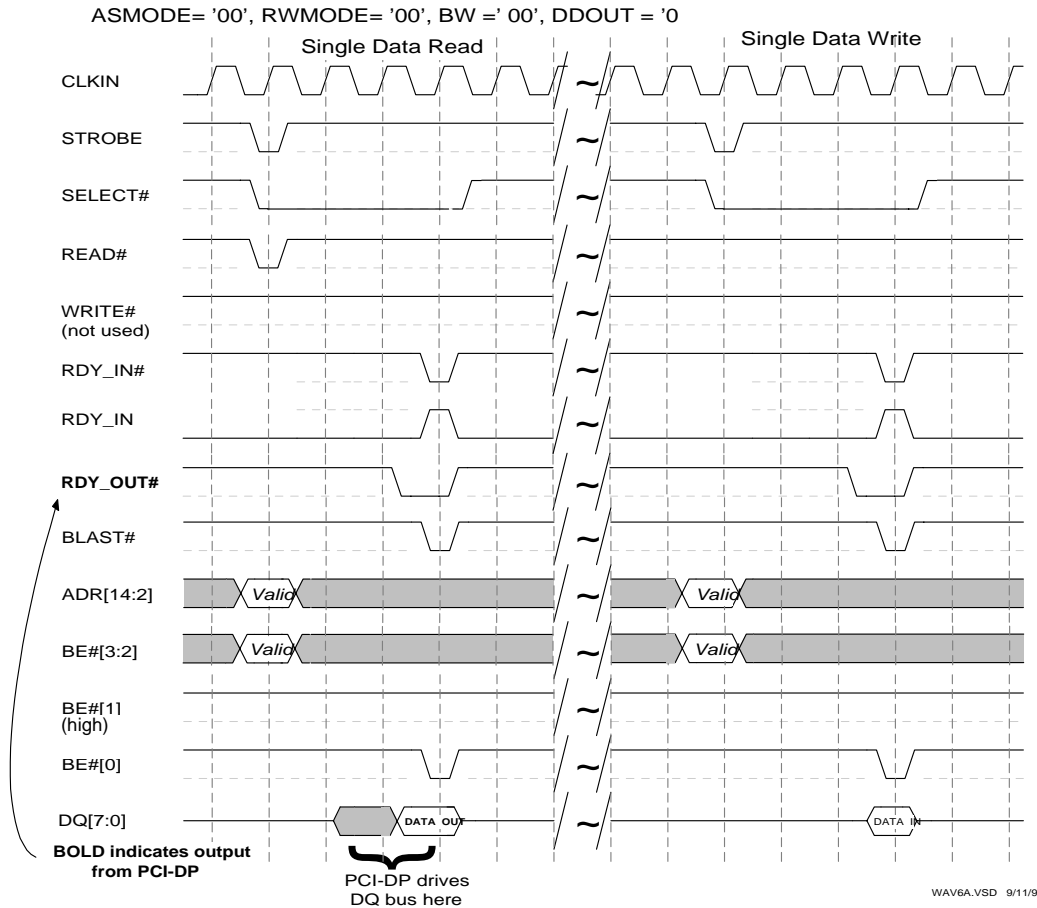 ASMODE= '00', RWMODE= '00', BW =' 00', DDOUT = '0
Single Data Read
Single Data Write
CLKIN
~
STROBE
~
SELECT#
~
READ#
~
WRITE#
(not used)
~
RDY_IN#
~
RDY_IN
~
RDY_OUT#
~
BLAST#
~
ADR[14:2]
Valid
~
Valid
BE#[3:2]
Valid
~
Valid
BE#[1]
(high)
~
BE#[0]
~
DQ[7:0]
DATA OUT
~
DATA IN
BOLD indicates output
from PCI-DP
PCI-DP drives
DQ bus here
WAV6A.VSD 9/11/9